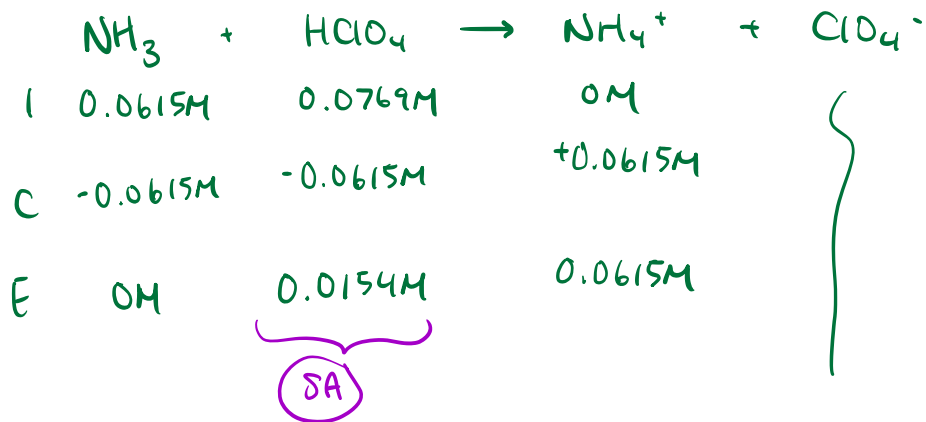 NH₃ + HClO₄ ⟶ NH₄⁺ + ClO₄⁻
I 0.0615M 0.0769M 0M
C -0.0615M -0.0615M +0.0615M
E 0M 0.0154M 0.0615M
SA